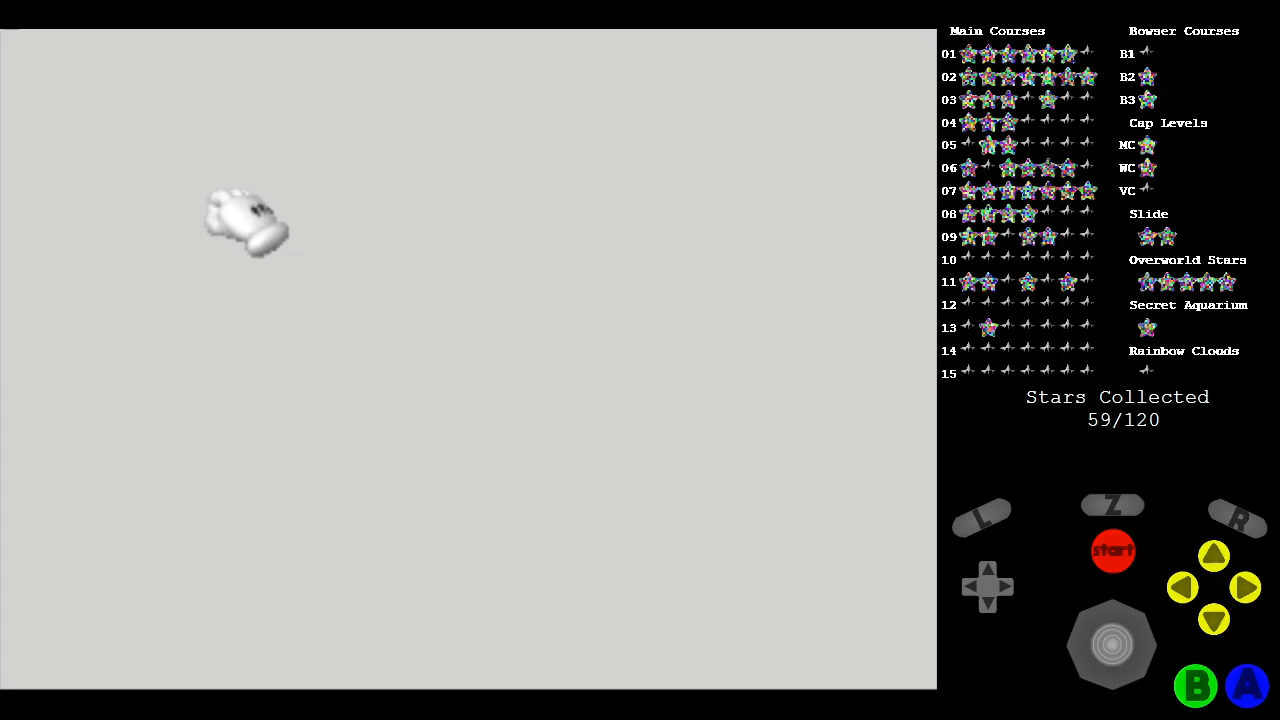 Main Courses
Bowser Courses
01
B1
02
B2
03
B3
04
Cap Levels
05
MC
06
WC
07
VC
08
Slide
09
10
Overworld Stars
11
12
Secret Aquarium
13
14
Rainbow Clouds
15
Stars Collected
59/120
L
Z
R
start
B
A